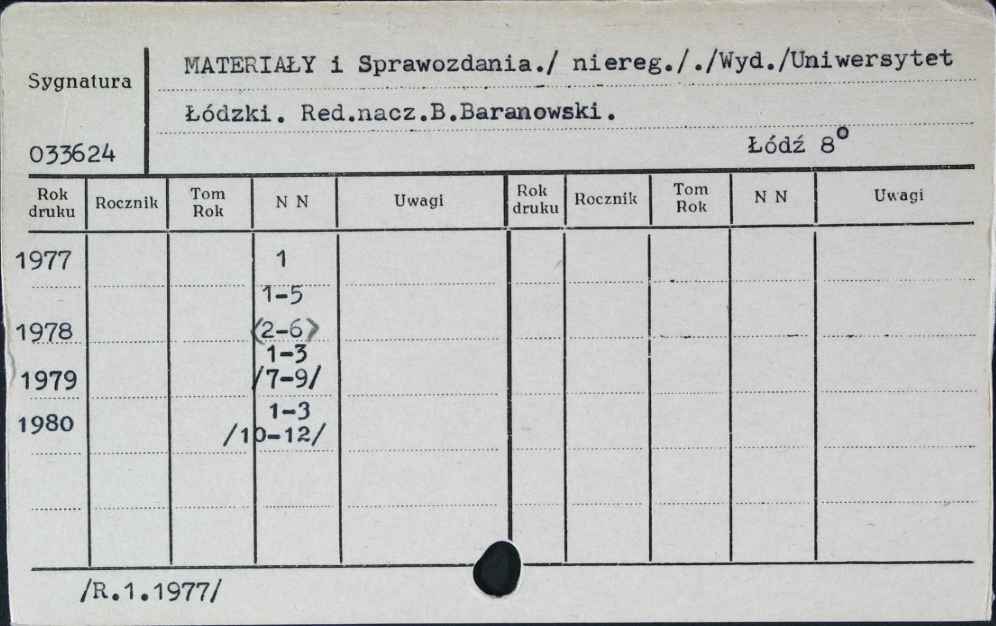 MATERIAŁY i Sprawozdania./ niereg./ ./Wyd./Uniwersytet
Sygnatura
Łódzki. Red.nacz.B.Baranowski.
033624 Łódź 8°
Rok druku Rocznik Tom Rok N N Uwagi Rok druku Rocznik Tom Rok N N Uwagi
1977 1
1-5
1978 <2-6>
1-3
1979 /7-9/
1-3
1980 /10-12/
/R.1.1977/